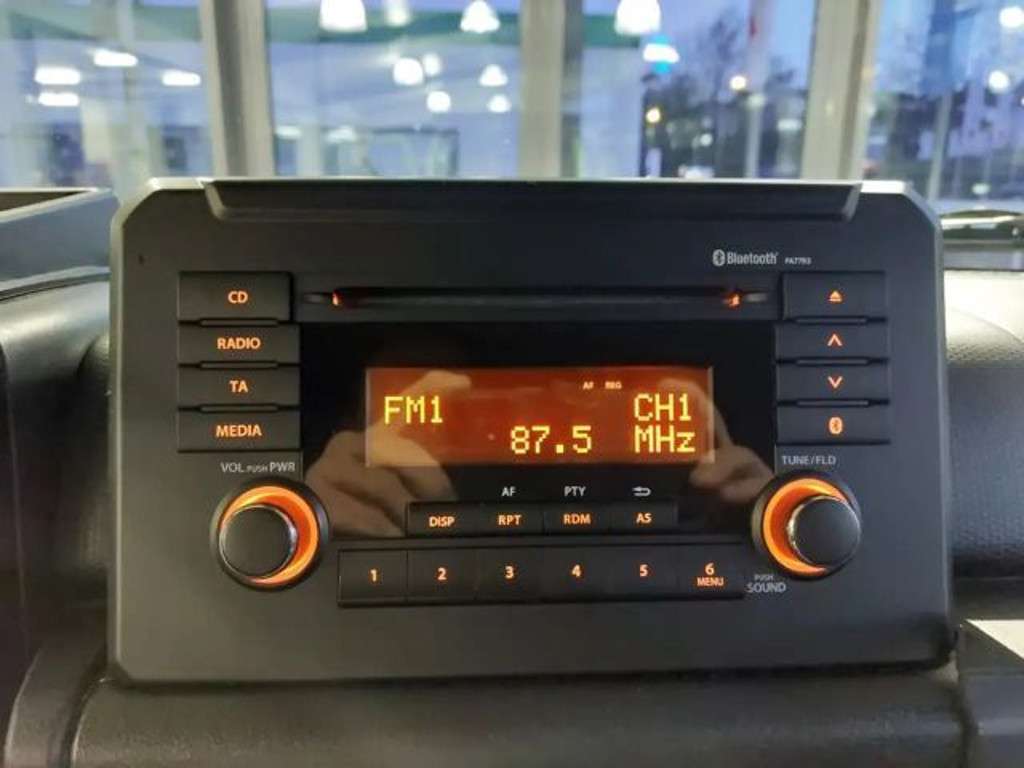 Bluetooth PA7793
CD
RADIO
TA
MEDIA
AF REG
FM1 CH1
87.5 MHz
VOL PUSH PWR
TUNE/FLD
AF PTY
DISP RPT RDM AS
1 2 3 4 5 6
MENU
PUSH
SOUND